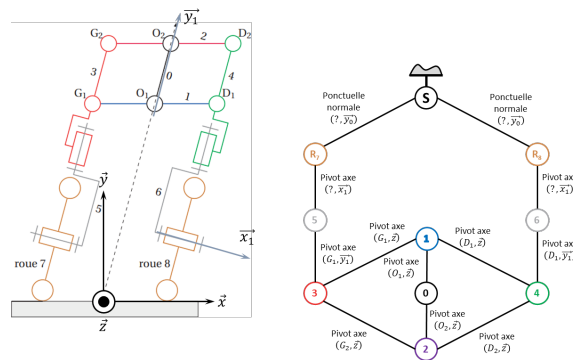 G₂
O₂
y₁
D₂
2
3
0
4
G₁
O₁
1
D₁
y
5
6
x₁
roue 7
roue 8
x
z
S
Ponctuelle
normale
(?, y₀)
Ponctuelle
normale
(?, y₀)
R₇
R₈
Pivot axe
(?, x₁)
Pivot axe
(?, x₁)
5
6
Pivot axe
(G₁, y₁)
Pivot axe
(G₁, z)
1
Pivot axe
(D₁, z)
Pivot axe
(D₁, y₁
Pivot axe
(O₁, z)
3
0
4
Pivot axe
(O₂, z)
Pivot axe
(G₂, z)
Pivot axe
(D₂, z)
2